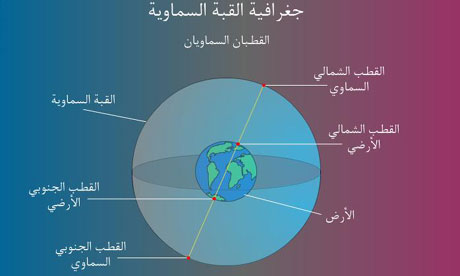 جغرافية القبة السماوية
القطبان السماويان
القطب الشمالي
السماوي
القبة السماوية
القطب الشمالي
الأرضي
القطب الجنوبي
الأرضي
الأرض
القطب الجنوبي
السماوي